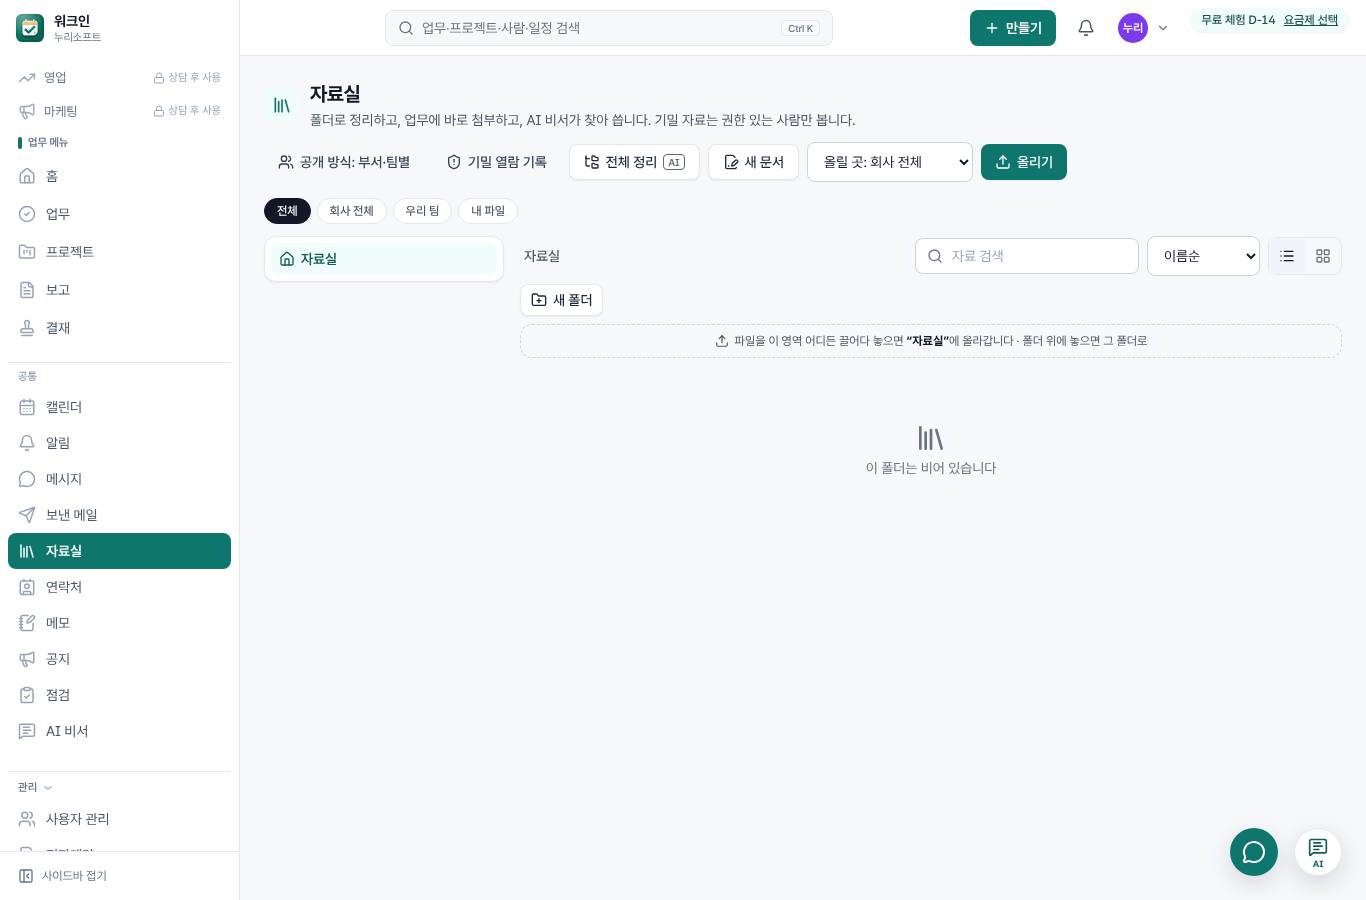 워크인
누리소프트
업무·프로젝트·사람·일정 검색
Ctrl K
만들기
누리
무료 체험 D-14 요금제 선택
영업
상담 후 사용
마케팅
상담 후 사용
업무 메뉴
홈
업무
프로젝트
보고
결재
공통
캘린더
알림
메시지
보낸 메일
자료실
연락처
메모
공지
점검
AI 비서
관리
사용자 관리
사이드바 접기
자료실
폴더로 정리하고, 업무에 바로 첨부하고, AI 비서가 찾아 씁니다. 기밀 자료는 권한 있는 사람만 봅니다.
공개 방식: 부서·팀별
기밀 열람 기록
전체 정리 AI
새 문서
올릴 곳: 회사 전체
올리기
전체
회사 전체
우리 팀
내 파일
자료실
자료실
자료 검색
이름순
새 폴더
파일을 이 영역 어디든 끌어다 놓으면 “자료실”에 올라갑니다 · 폴더 위에 놓으면 그 폴더로
이 폴더는 비어 있습니다
AI